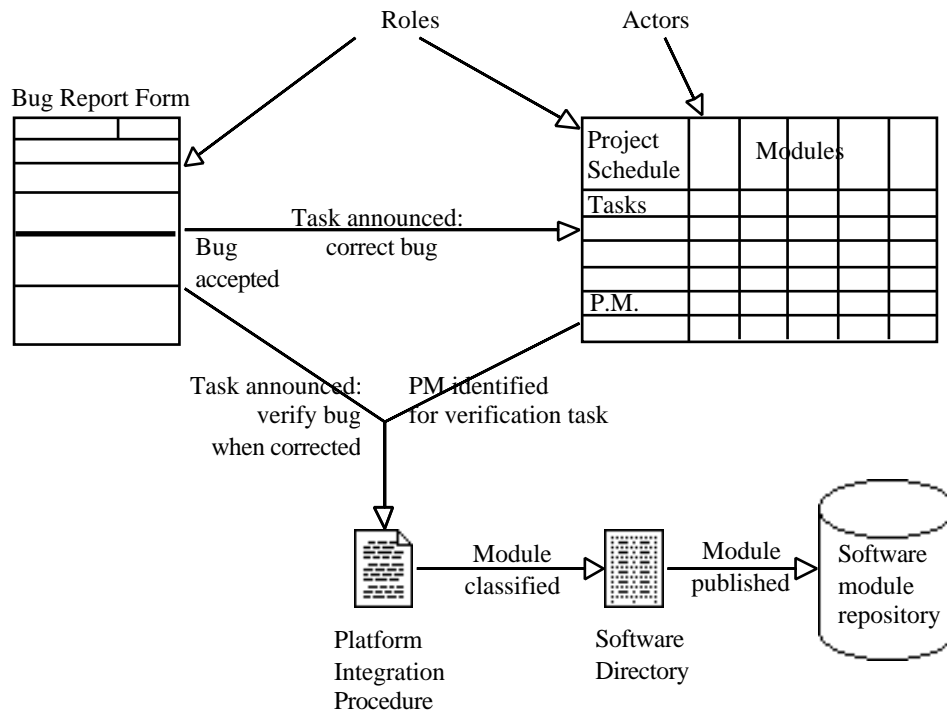 Roles
Actors
Bug Report Form
Project
Schedule
Modules
Tasks
Task announced:
correct bug
Bug
accepted
P.M.
Task announced:
verify bug
when corrected
PM identified
for verification task
Module
classified
Module
published
Software
module
repository
Platform
Integration
Procedure
Software
Directory